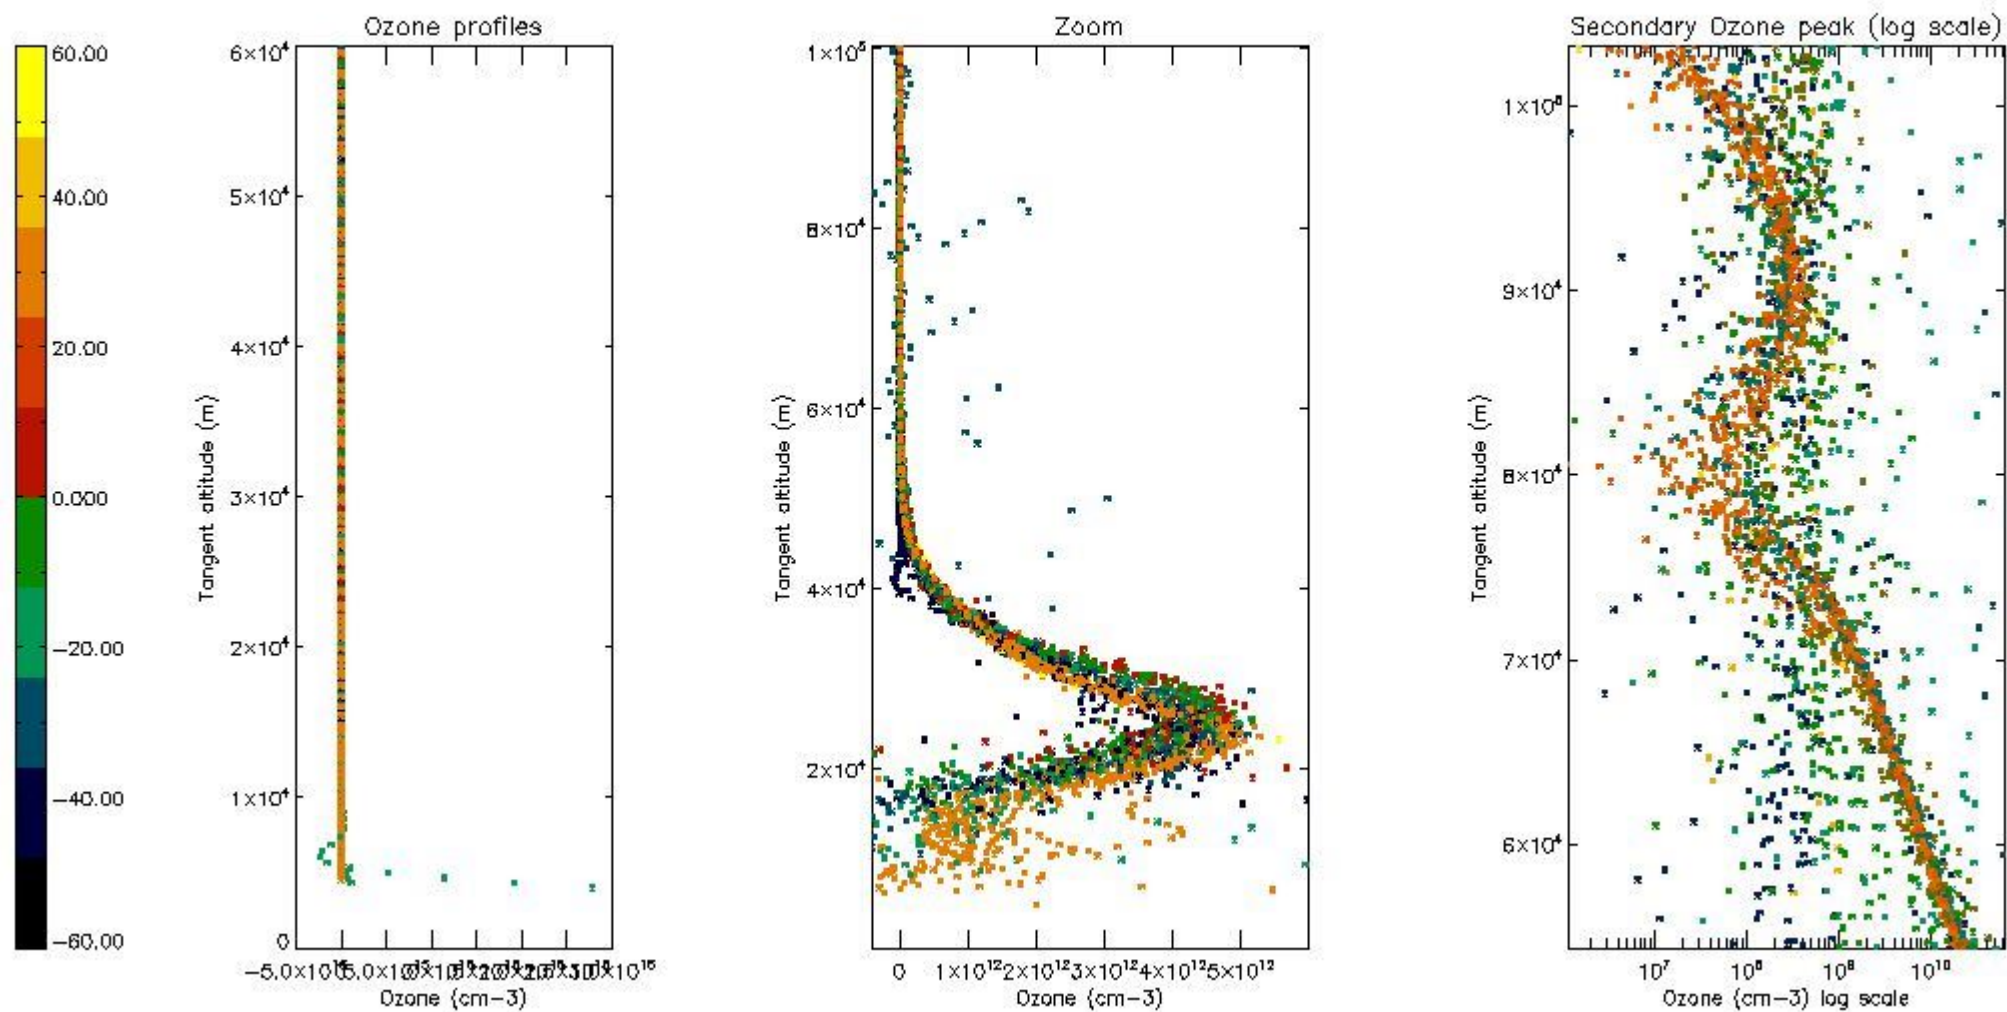 Ozone profiles
Zoom
Secondary Ozone peak (log scale)
60.00
40.00
20.00
0.000
−20.00
−40.00
−60.00
6×10⁴
5×10⁴
4×10⁴
3×10⁴
2×10⁴
1×10⁴
0
Tangent altitude (m)
Ozone (cm−3)
1×10⁵
8×10⁴
6×10⁴
4×10⁴
2×10⁴
Tangent altitude (m)
0 1×10¹² 2×10¹² 3×10¹² 4×10¹² 5×10¹²
Ozone (cm−3)
9×10⁴
8×10⁴
7×10⁴
6×10⁴
Tangent altitude (m)
10⁷ 10⁸ 10⁹ 10¹⁰
Ozone (cm−3) log scale